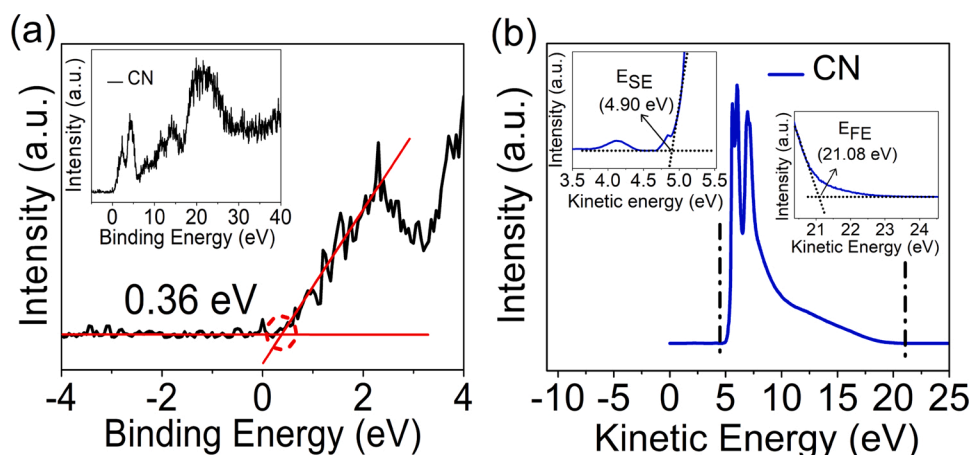 (a)
Intensity (a.u.)
CN
Intensity (a.u.)
0 10 20 30 40
Binding Energy (eV)
0.36 eV
-4 -2 0 2 4
Binding Energy (eV)
(b)
Intensity (a.u.)
CN
Intensity (a.u.)
ESE
(4.90 eV)
3.5 4.0 4.5 5.0 5.5
Kinetic energy (eV)
Intensity (a.u.)
EFE
(21.08 eV)
21 22 23 24
Kinetic Energy (eV)
-10 -5 0 5 10 15 20 25
Kinetic Energy (eV)